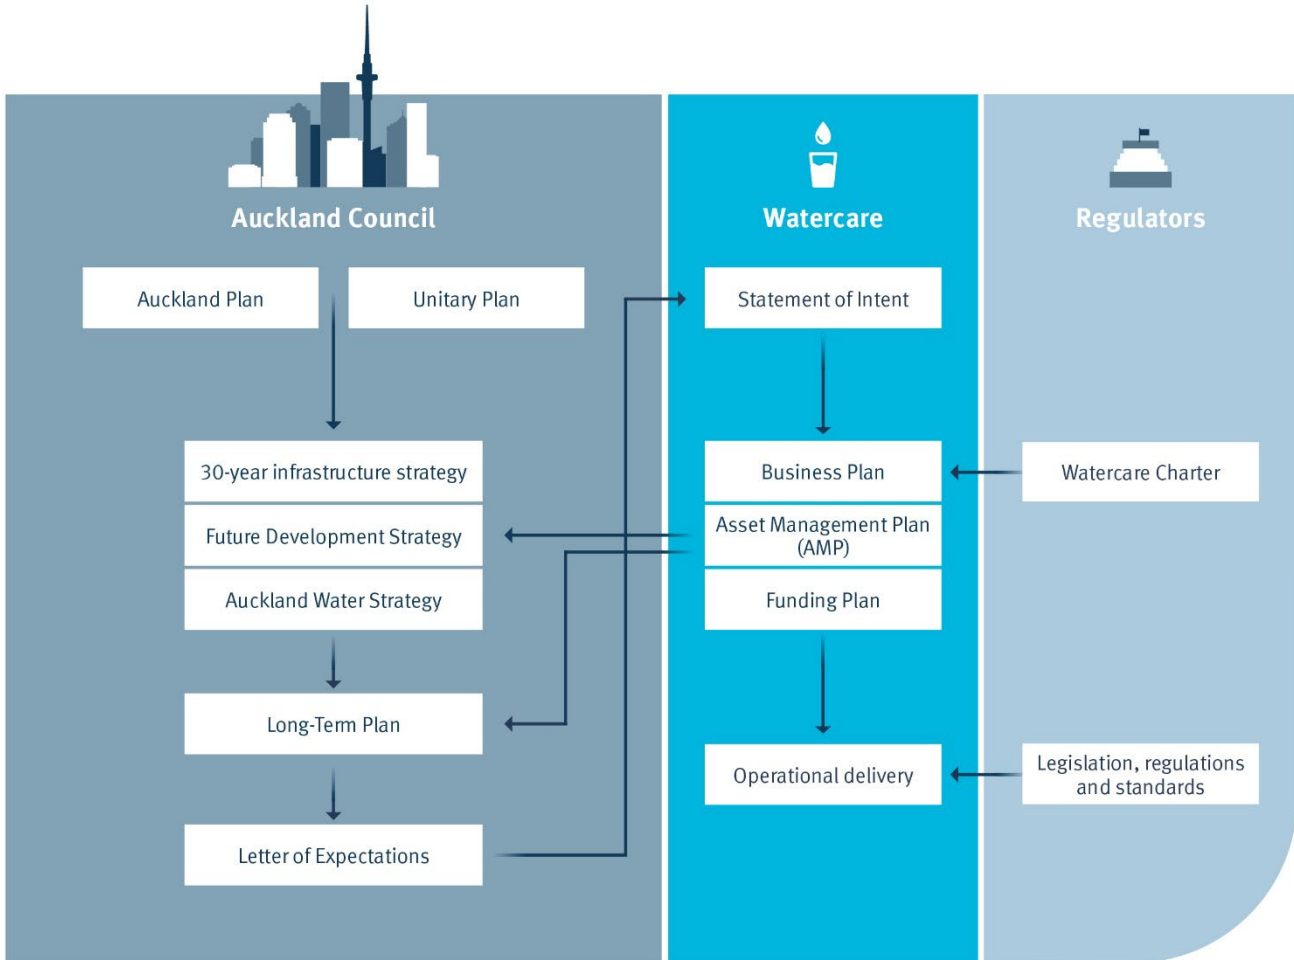 Auckland Council
Auckland Plan
Unitary Plan
30-year infrastructure strategy
Future Development Strategy
Auckland Water Strategy
Long-Term Plan
Letter of Expectations
Watercare
Statement of Intent
Business Plan
Asset Management Plan
(AMP)
Funding Plan
Operational delivery
Regulators
Watercare Charter
Legislation, regulations
and standards